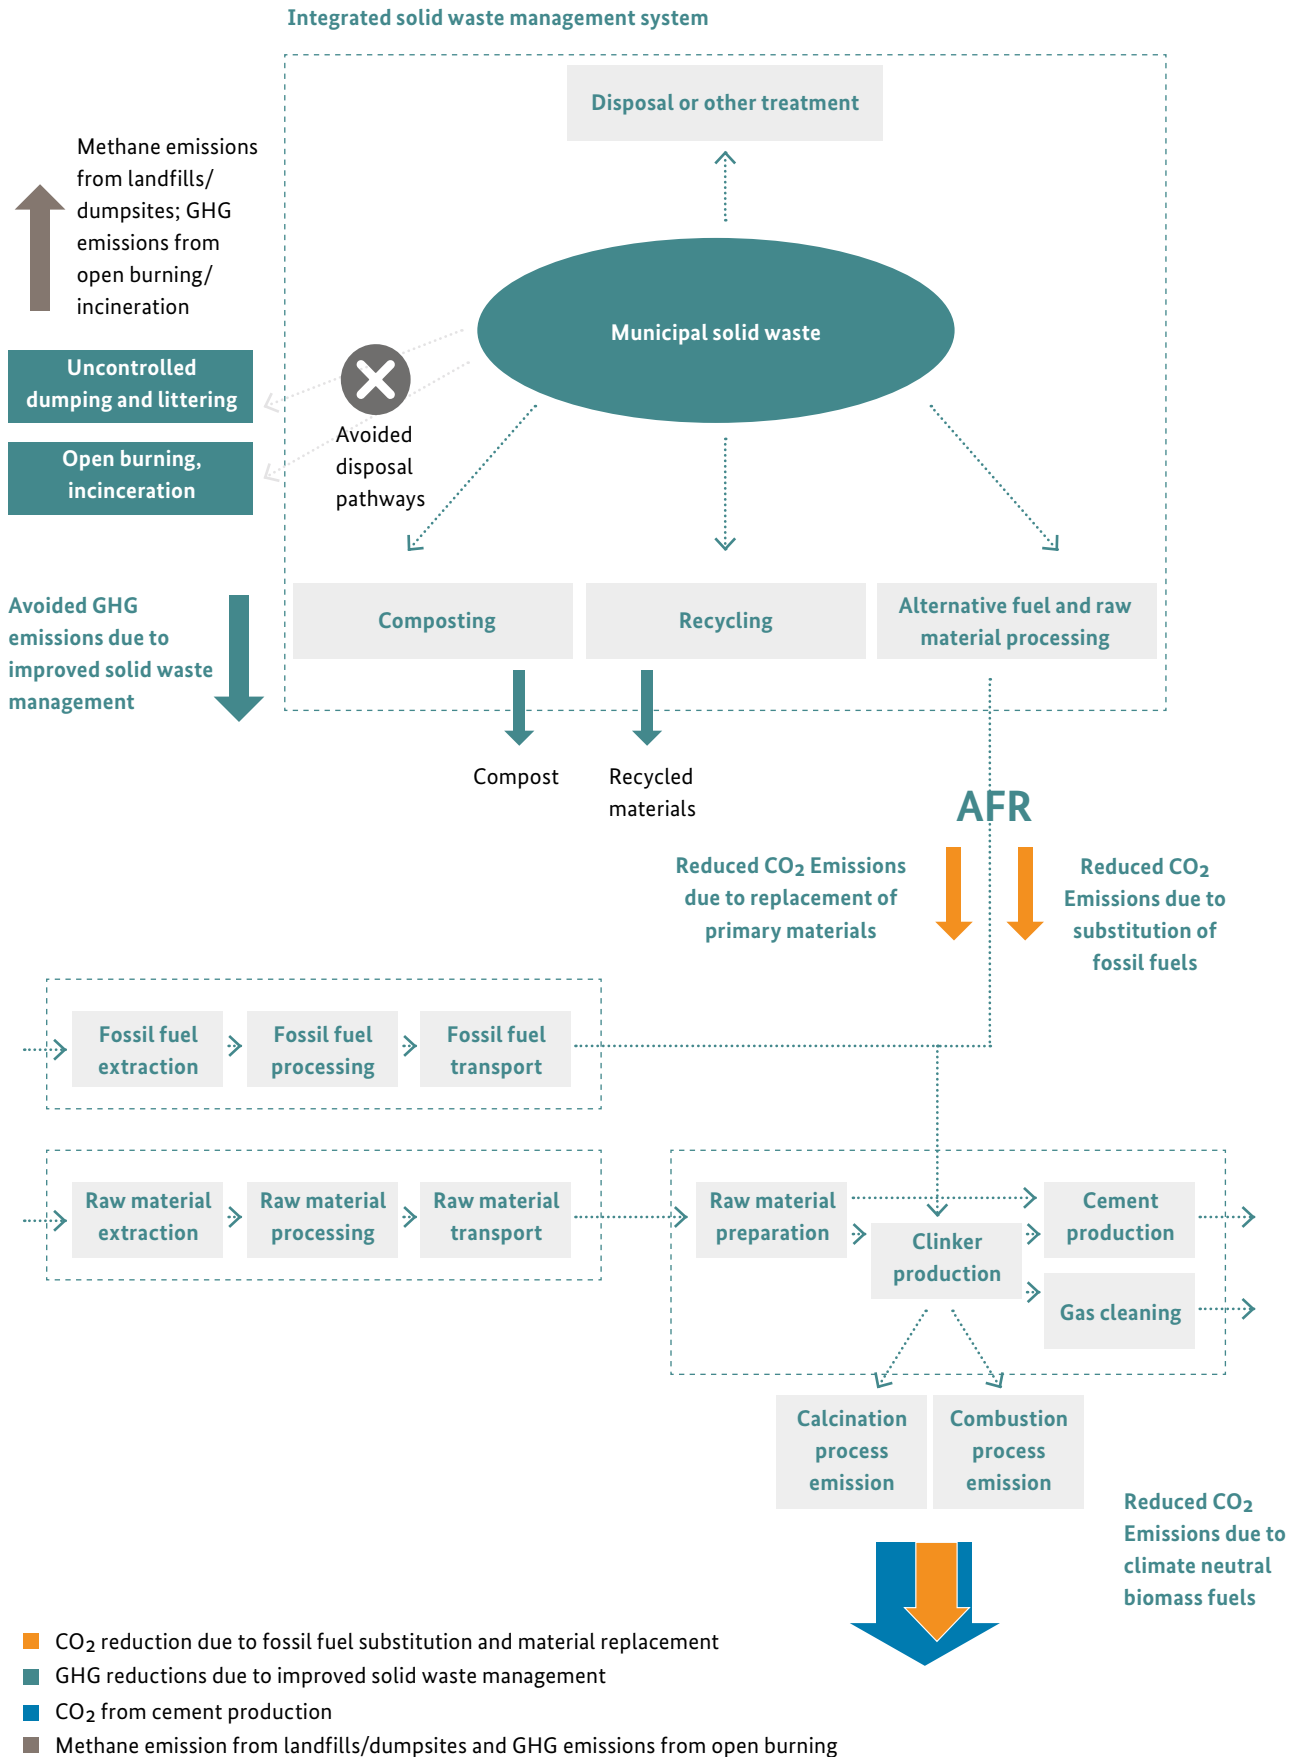 Integrated solid waste management system
Disposal or other treatment
Methane emissions
from landfills/
dumpsites; GHG
emissions from
open burning/
incineration
Municipal solid waste
Uncontrolled
dumping and littering
Avoided
disposal
pathways
Open burning,
incinceration
Avoided GHG
emissions due to
improved solid waste
management
Composting
Recycling
Alternative fuel and raw
material processing
Compost
Recycled
materials
AFR
Reduced CO2 Emissions
due to replacement of
primary materials
Reduced CO2
Emissions due to
substitution of
fossil fuels
Fossil fuel
extraction
Fossil fuel
processing
Fossil fuel
transport
Raw material
extraction
Raw material
processing
Raw material
transport
Raw material
preparation
Clinker
production
Cement
production
Gas cleaning
Calcination
process
emission
Combustion
process
emission
Reduced CO2
Emissions due to
climate neutral
biomass fuels
CO2 reduction due to fossil fuel substitution and material replacement
GHG reductions due to improved solid waste management
CO2 from cement production
Methane emission from landfills/dumpsites and GHG emissions from open burning